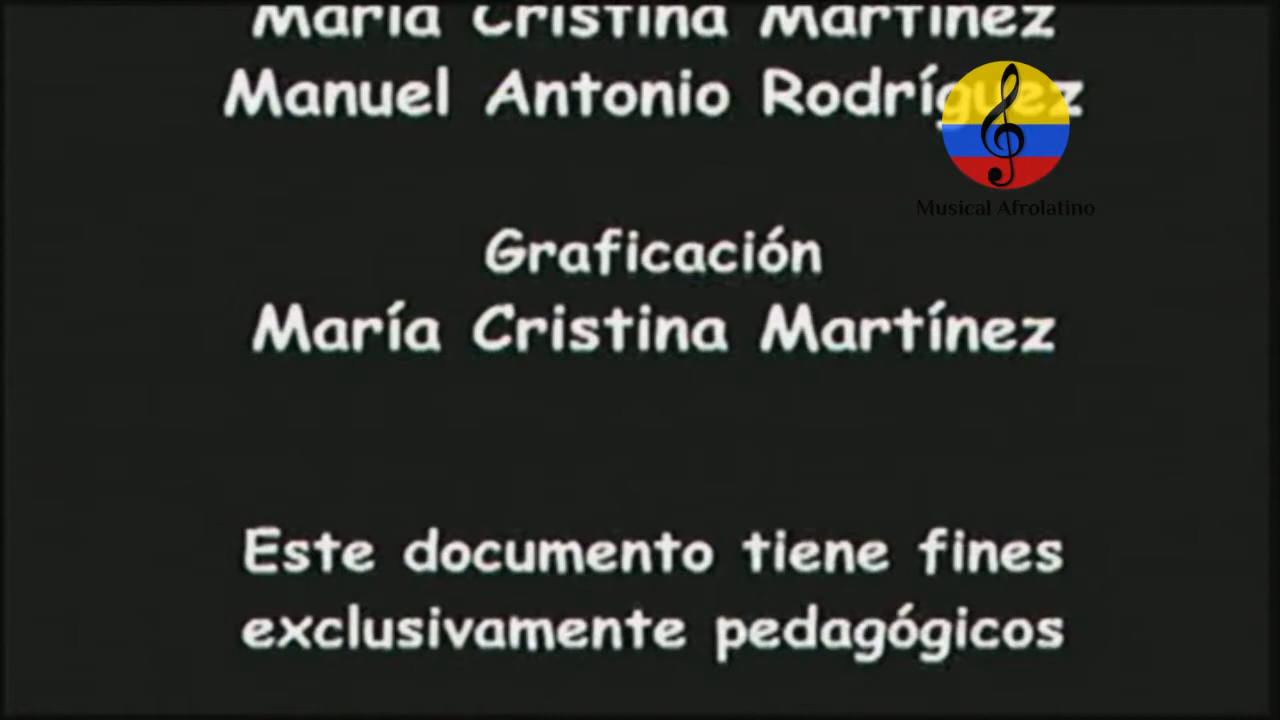 María Cristina Martínez
Manuel Antonio Rodríguez
Musical Afrolatino
Graficación
María Cristina Martínez
Este documento tiene fines
exclusivamente pedagógicos